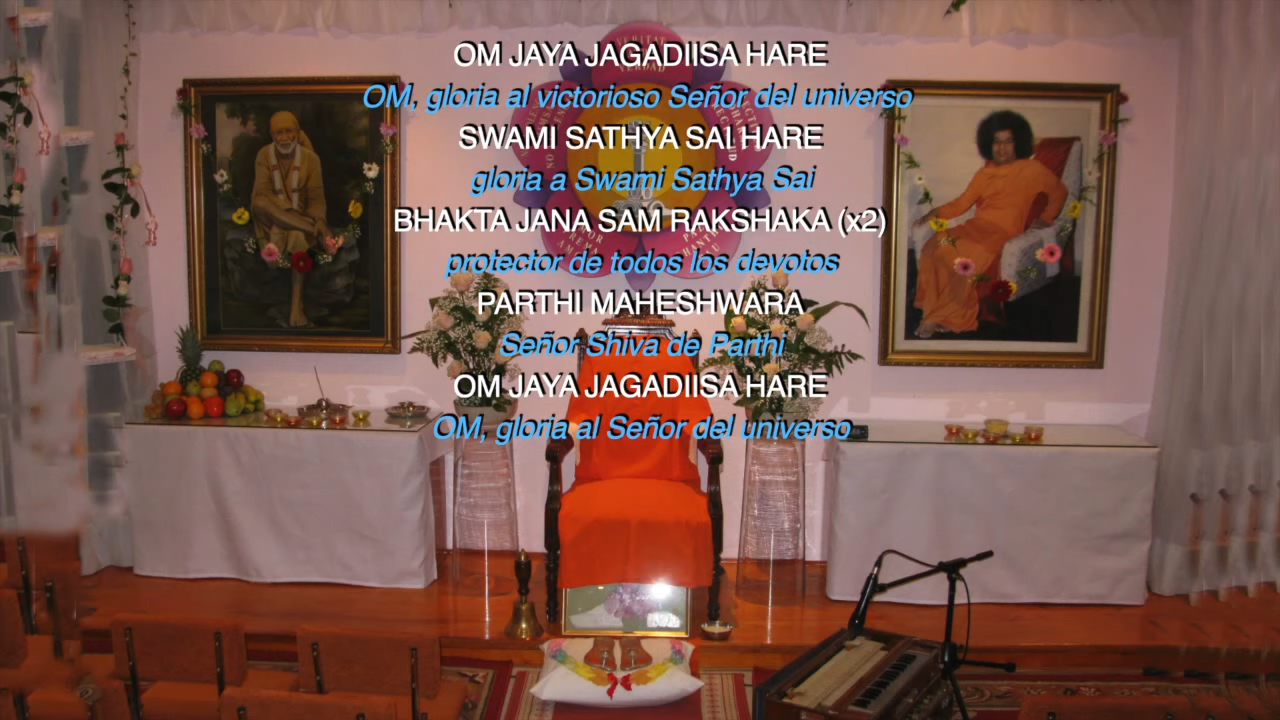 OM JAYA JAGADIISA HARE
OM, gloria al victorioso Señor del universo
SWAMI SATHYA SAI HARE
gloria a Swami Sathya Sai
BHAKTA JANA SAM RAKSHAKA (x2)
protector de todos los devotos
PARTHI MAHESHWARA
Señor Shiva de Parthi
OM JAYA JAGADIISA HARE
OM, gloria al Señor del universo
VERDAD